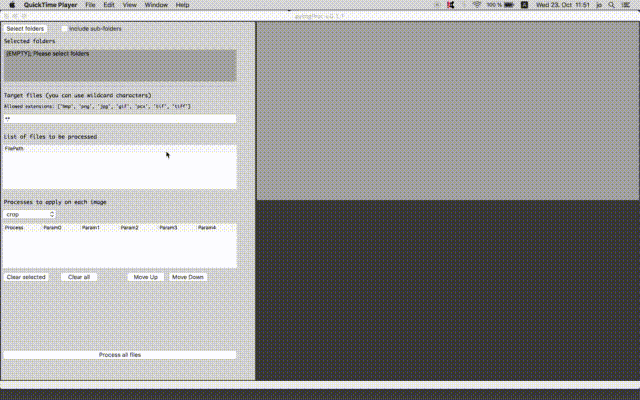 QuickTime Player File Edit View Window Help 100 % A Wed 23. Oct 11:51 jo
Select folders Include sub-folders
Selected folders
[EMPTY]; Please select folders
Target files (you can use wildcard characters)
Allowed extensions: ['bmp', 'png', 'jpg', 'gif', 'pcx', 'tif', 'tiff']
*.*
List of files to be processed
FilePath
Processes to apply on each image
crop
Process Param0 Param1 Param2 Param3 Param4
Clear selected Clear all Move Up Move Down
Process all files